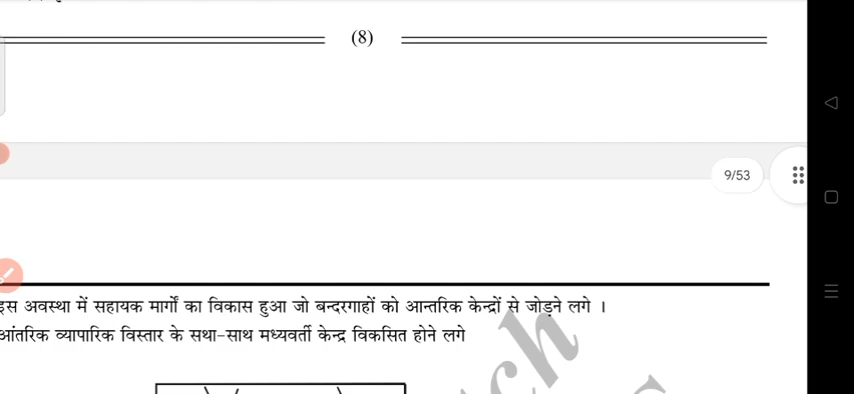 (8)
9/53
इस अवस्था में सहायक मार्गों का विकास हुआ जो बन्दरगाहों को आन्तरिक केन्द्रों से जोड़ने लगे ।
आंतरिक व्यापारिक विस्तार के सथा-साथ मध्यवर्ती केन्द्र विकसित होने लगे